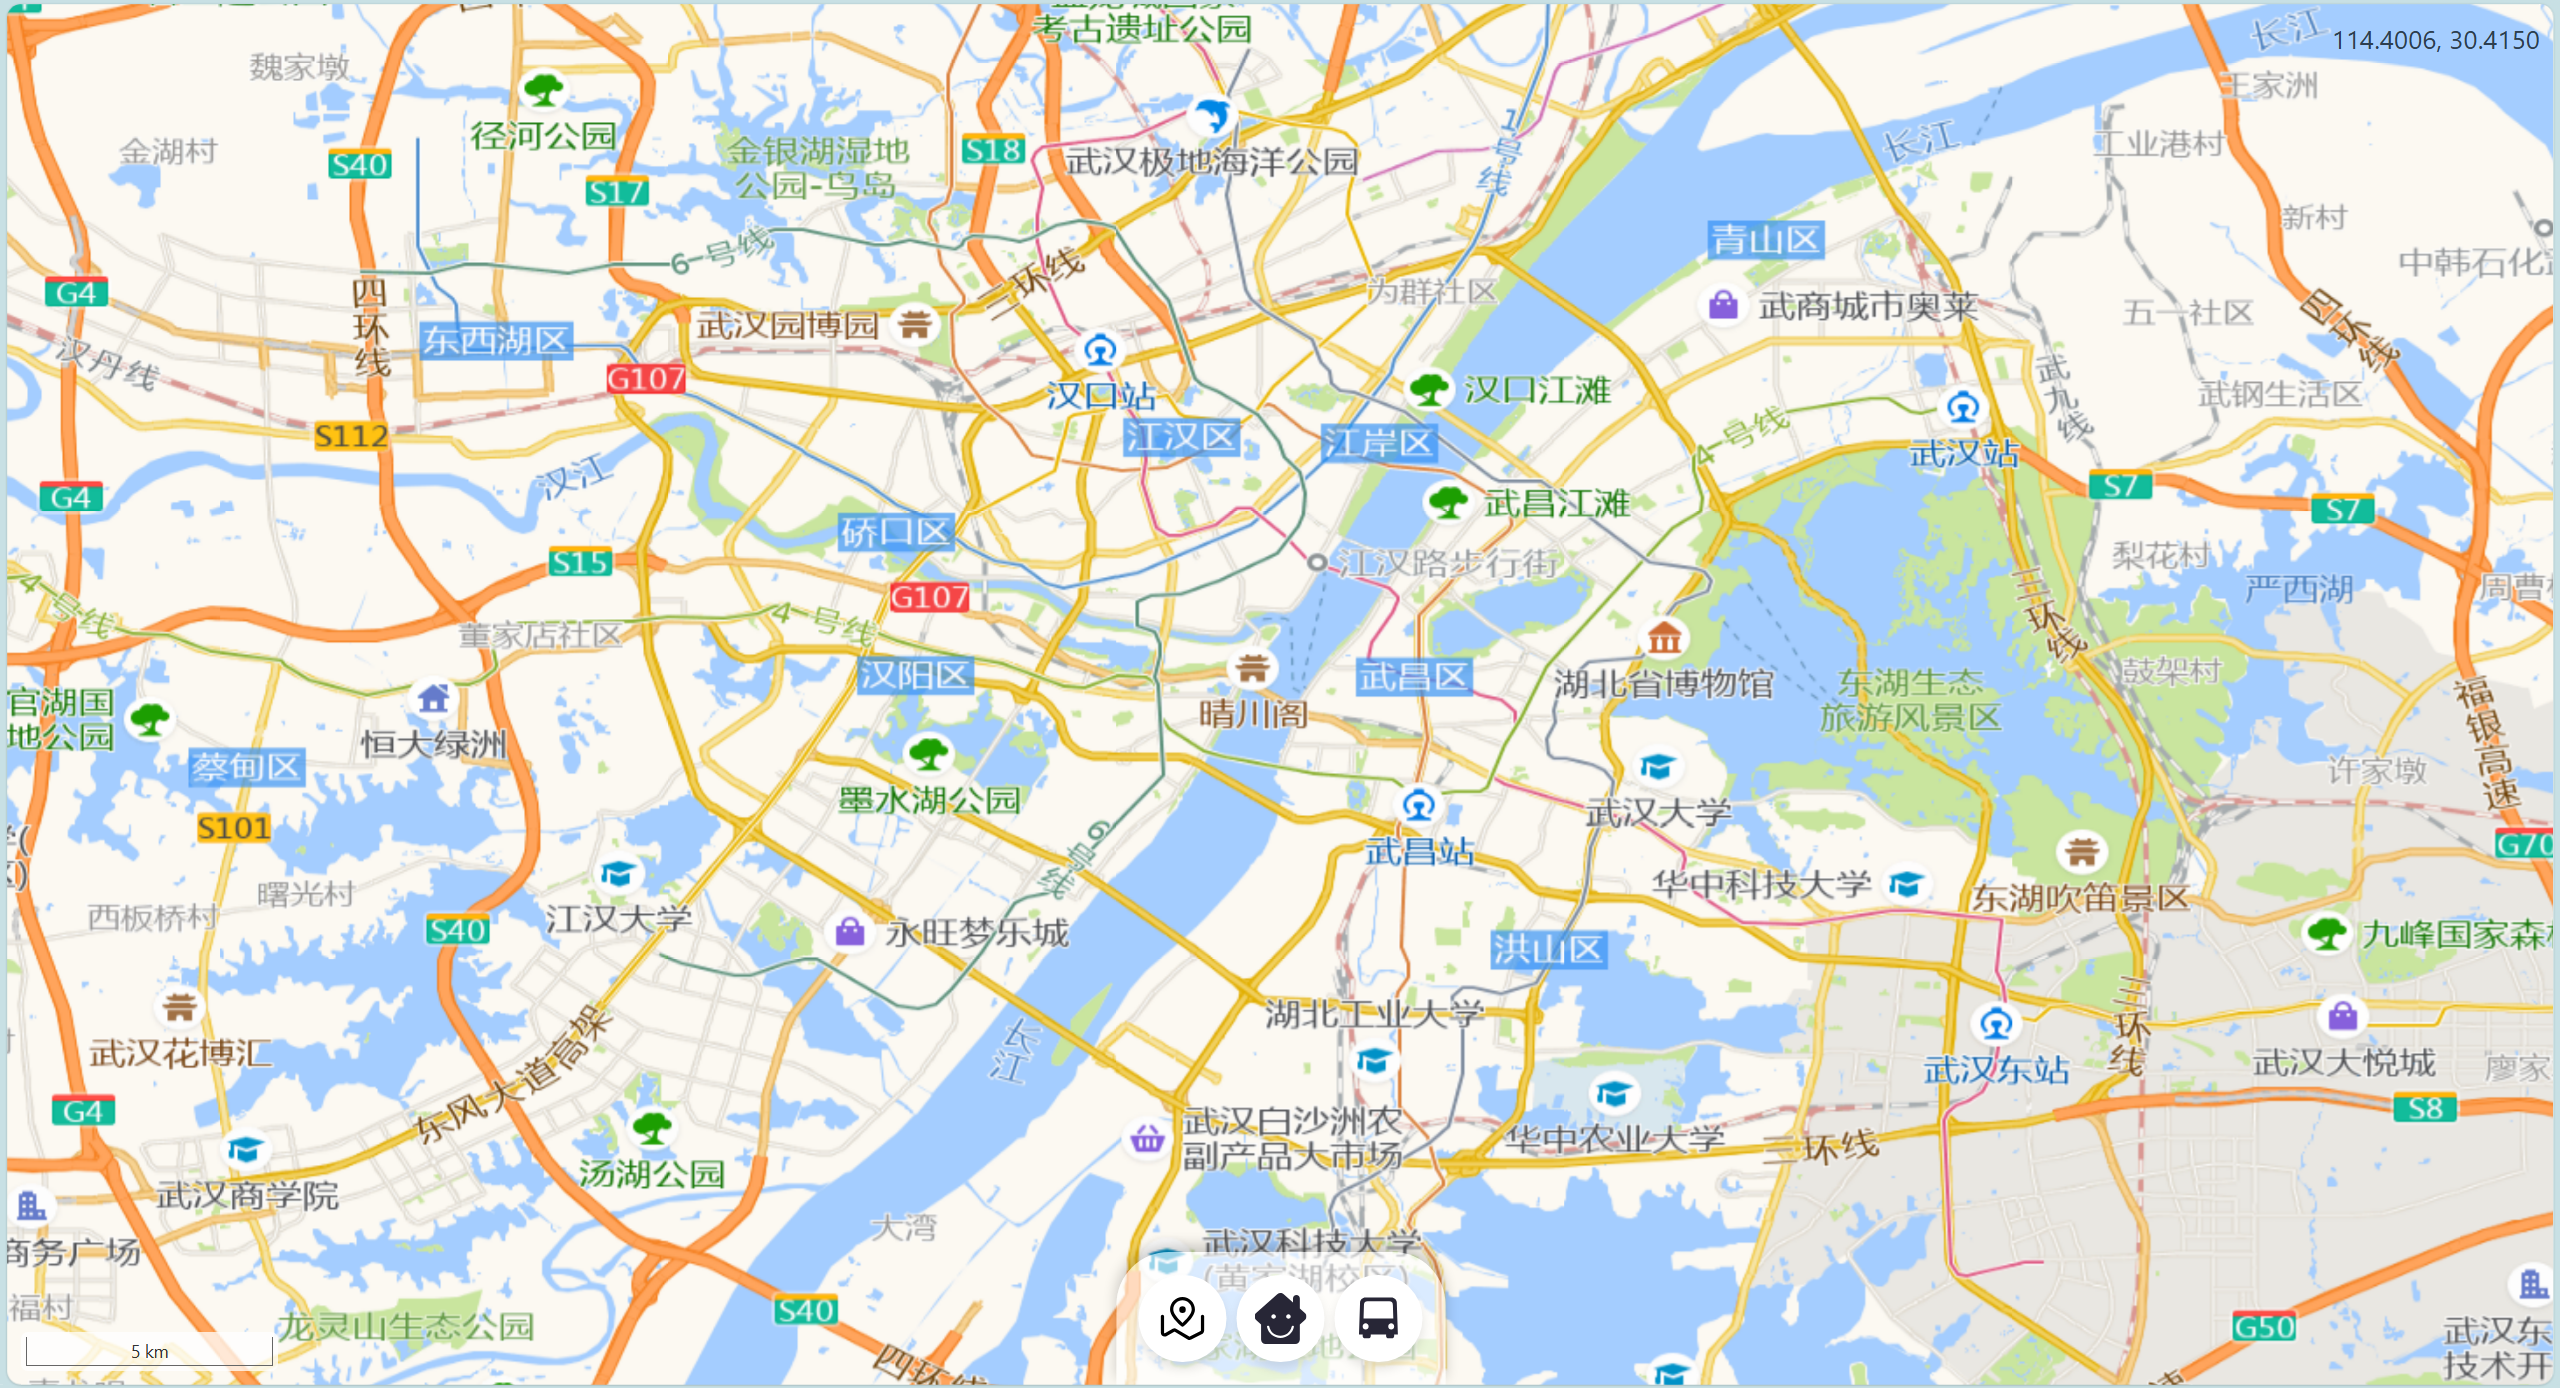 考古遗址公园
长江
114.4006, 30.4150
魏家墩
径河公园
王家洲
金湖村
S40
S17
金银湖湿地
公园-鸟岛
S18
武汉极地海洋公园
1号线
长江
工业港村
新村
6号线
青山区
中韩石化
G4
四环线
二环线
为群社区
武商城市奥莱
五一社区
四环线
东西湖区
武汉园博园
汉丹线
G107
汉口站
汉口江滩
武九线
武钢生活区
S112
江汉区
江岸区
4号线
武汉站
汉江
G4
武昌江滩
S7
S7
硚口区
S15
江汉路步行街
梨花村
严西湖
周曹
4号线
G107
4号线
三环线
董家店社区
汉阳区
武昌区
湖北省博物馆
东湖生态
旅游风景区
鼓架村
官湖国
地公园
晴川阁
福银高速
恒大绿洲
蔡甸区
许家墩
墨水湖公园
武汉大学
S101
6号线
武昌站
G70
曙光村
西板桥村
江汉大学
华中科技大学
东湖吹笛景区
S40
永旺梦乐城
洪山区
九峰国家森
武汉花博汇
湖北工业大学
长江
三环线
武汉大悦城
廖家
东风大道高架
武汉东站
G4
S8
武汉白沙洲农
副产品大市场
华中农业大学
三环线
汤湖公园
武汉商学院
大湾
商务广场
武汉科技大学
(黄家湖校区)
福村
龙灵山生态公园
S40
G50
武汉东
技术开
5 km
四环线
速